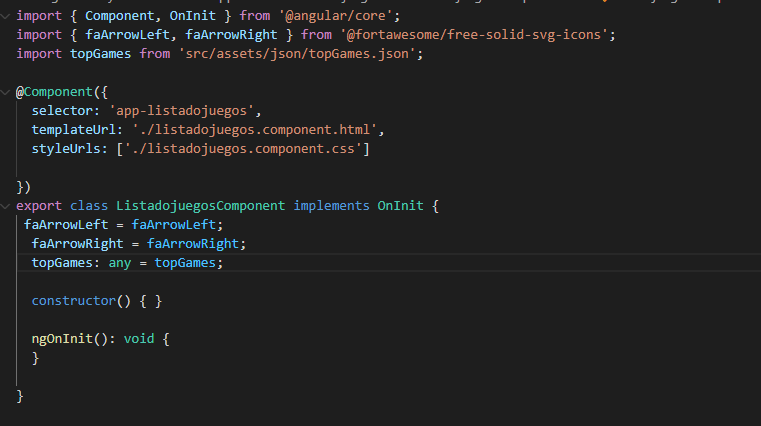 import { Component, OnInit } from '@angular/core';
import { faArrowLeft, faArrowRight } from '@fortawesome/free-solid-svg-icons';
import topGames from 'src/assets/json/topGames.json';
@Component({
selector: 'app-listadojuegos',
templateUrl: './listadojuegos.component.html',
styleUrls: ['./listadojuegos.component.css']
})
export class ListadojuegosComponent implements OnInit {
faArrowLeft = faArrowLeft;
faArrowRight = faArrowRight;
topGames: any = topGames;
constructor() { }
ngOnInit(): void {
}
}